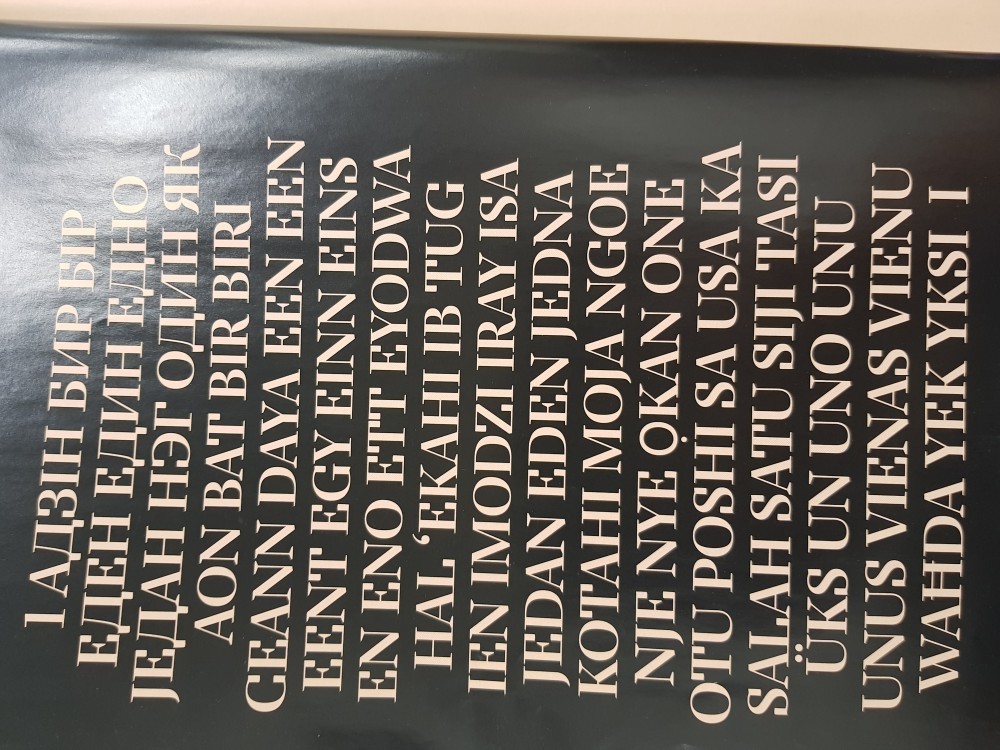 1 АДЗІН БИР БІР
ЕДЕН ЕДИН ЕДНО
ЈЕДАН НЭГ ОДИН ЯК
AON BAT BIR BIRI
CEANN DAYA EEN EEN
EENT EGY EINN EINS
EN ENO ETT EYODWA
HAL ‘EKAHI IB TUG
IEN IMODZI IRAY ISA
JEDAN EDEN JEDNA
KOTAHI MOJA NGOE
NJE NYE ỌKAN ONE
OTU POSHI SA USA KA
SALAH SATU SIJI TASI
ÜKS UN UNO UNU
UNUS VIENAS VIENU
WAĦDA YEK YKSI I